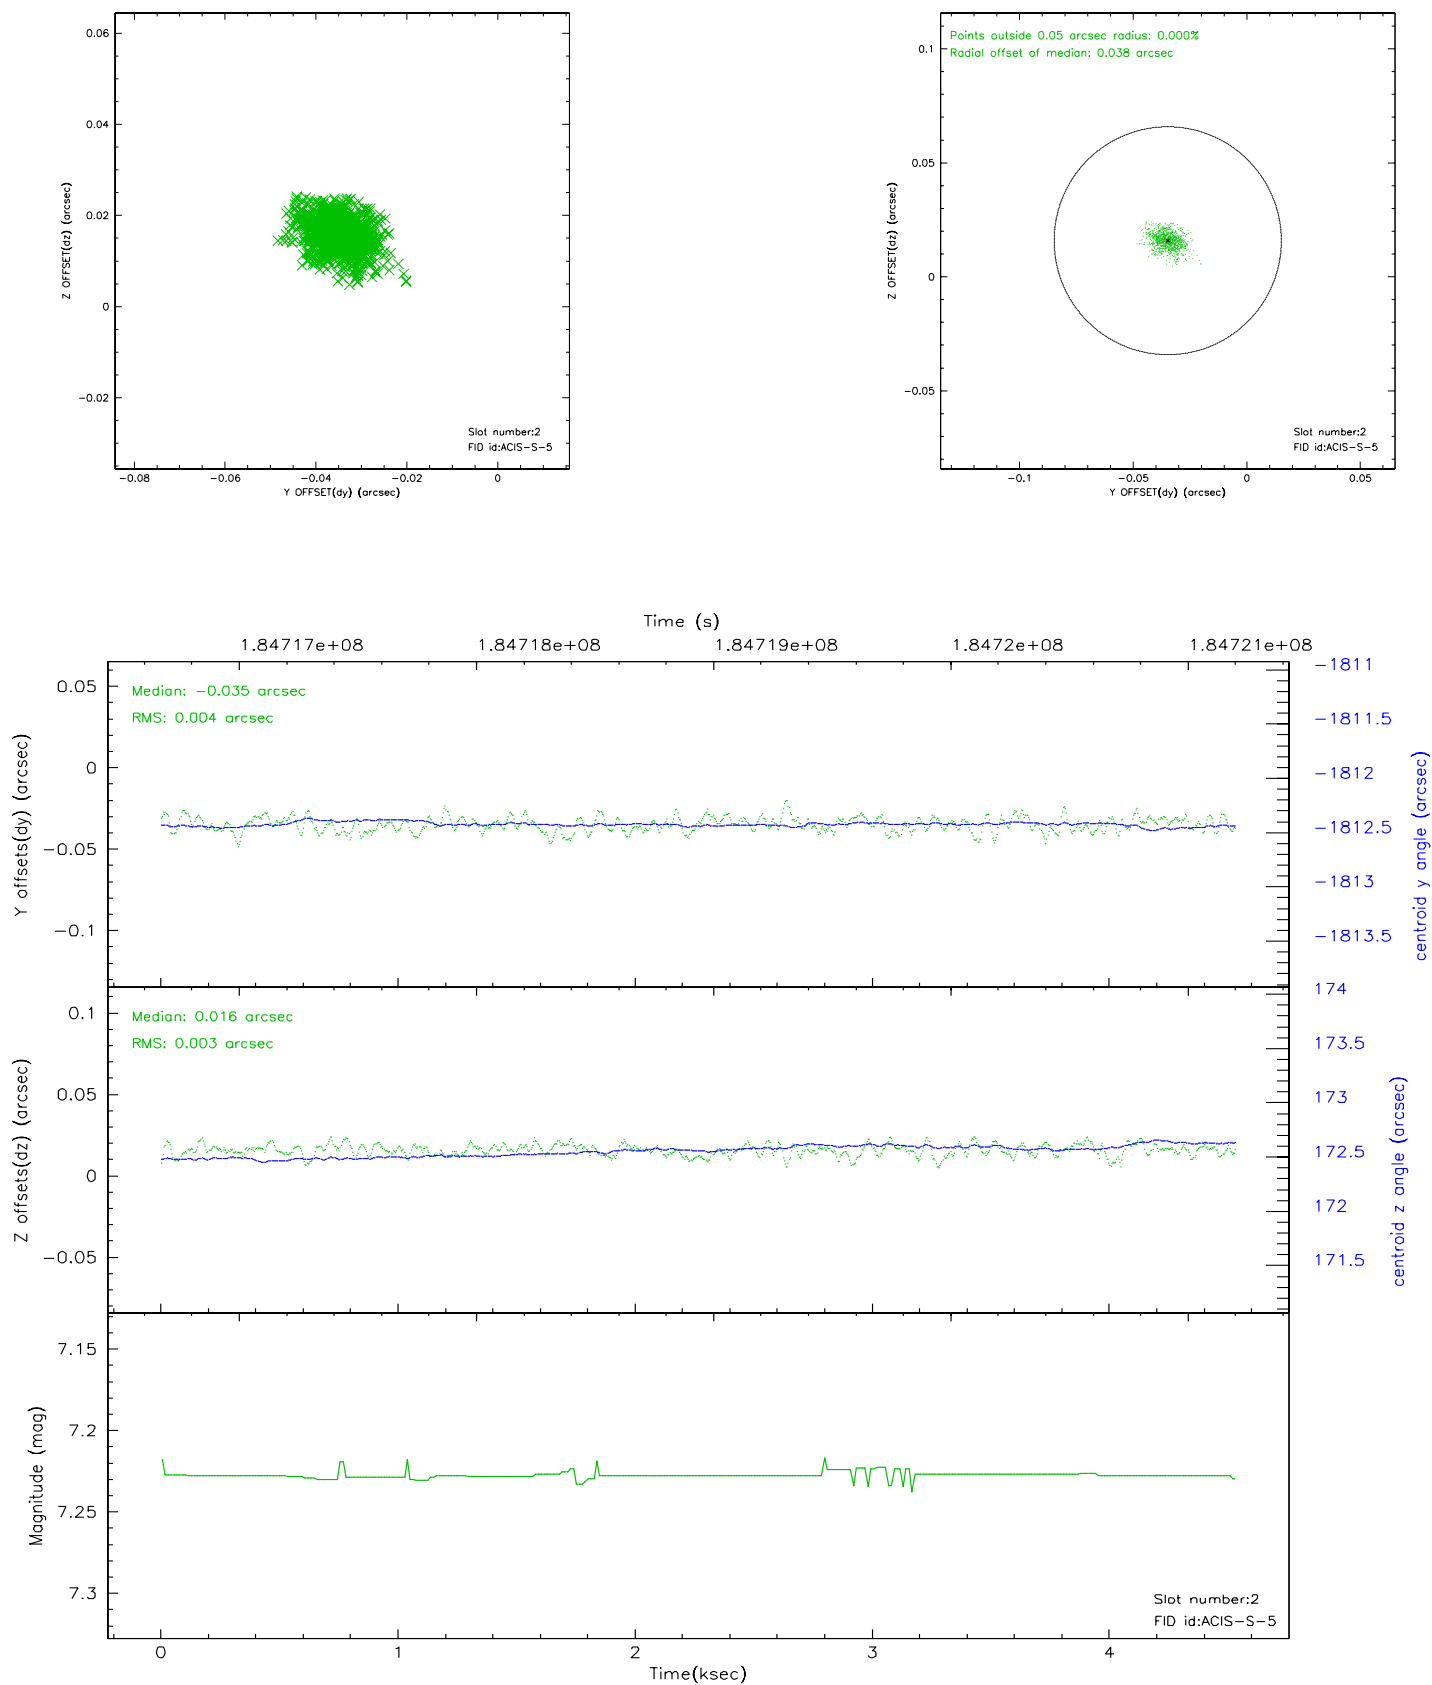 0.06
0.04
0.02
0
-0.02
Z OFFSET(dz) (arcsec)
Slot number:2
FID id:ACIS-S-5
-0.08
-0.06
-0.04
-0.02
0
Y OFFSET(dy) (arcsec)
Points outside 0.05 arcsec radius: 0.000%
Radial offset of median: 0.038 arcsec
0.1
0.05
0
-0.05
Z OFFSET(dz) (arcsec)
Slot number:2
FID id:ACIS-S-5
-0.1
-0.05
0
0.05
Y OFFSET(dy) (arcsec)
Time (s)
1.84717e+08
1.84718e+08
1.84719e+08
1.8472e+08
1.84721e+08
Median: -0.035 arcsec
RMS: 0.004 arcsec
0.05
0
-0.05
-0.1
Y offsets(dy) (arcsec)
-1811
-1811.5
-1812
-1812.5
-1813
-1813.5
centroid y angle (arcsec)
Median: 0.016 arcsec
RMS: 0.003 arcsec
0.1
0.05
0
-0.05
Z offsets(dz) (arcsec)
174
173.5
173
172.5
172
171.5
centroid z angle (arcsec)
7.15
7.2
7.25
7.3
Magnitude (mag)
Slot number:2
FID id:ACIS-S-5
0
1
2
3
4
Time(ksec)